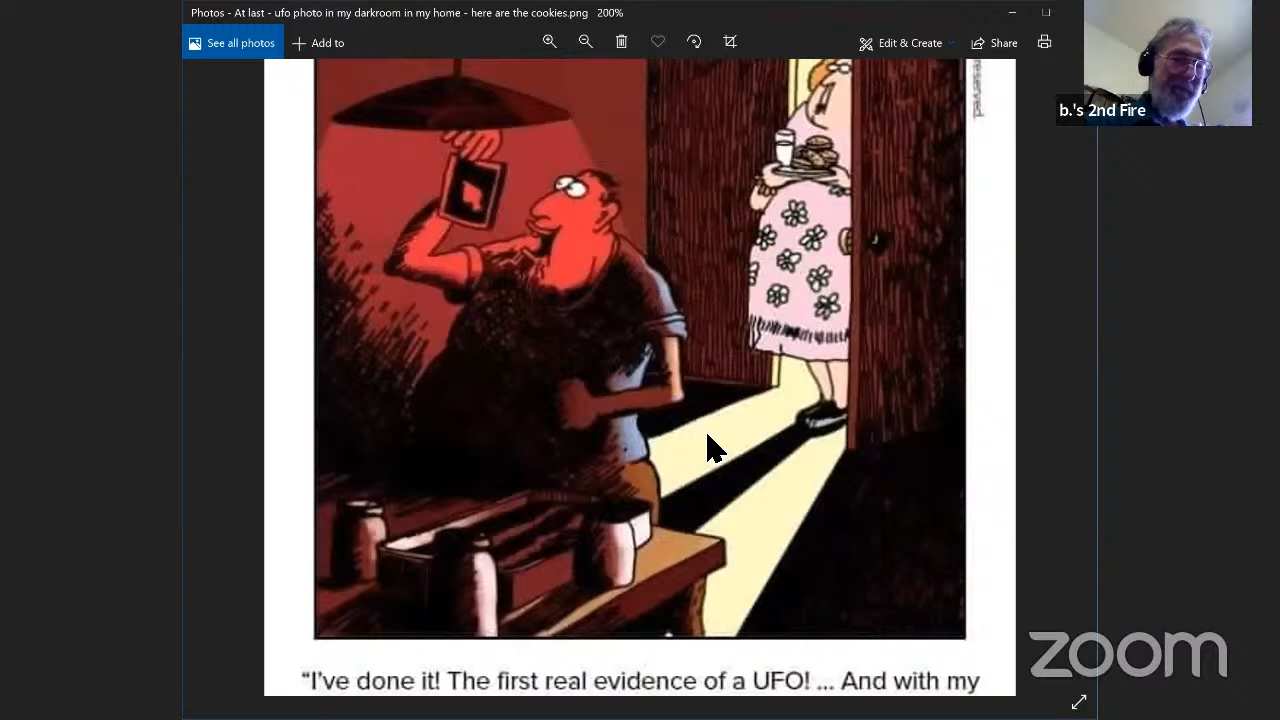 Photos - At last - ufo photo in my darkroom in my home - here are the cookies.png 200%
See all photos
Add to
Edit & Create
Share
b.'s 2nd Fire
reserved
"I've done it! The first real evidence of a UFO! ... And with my
zoom